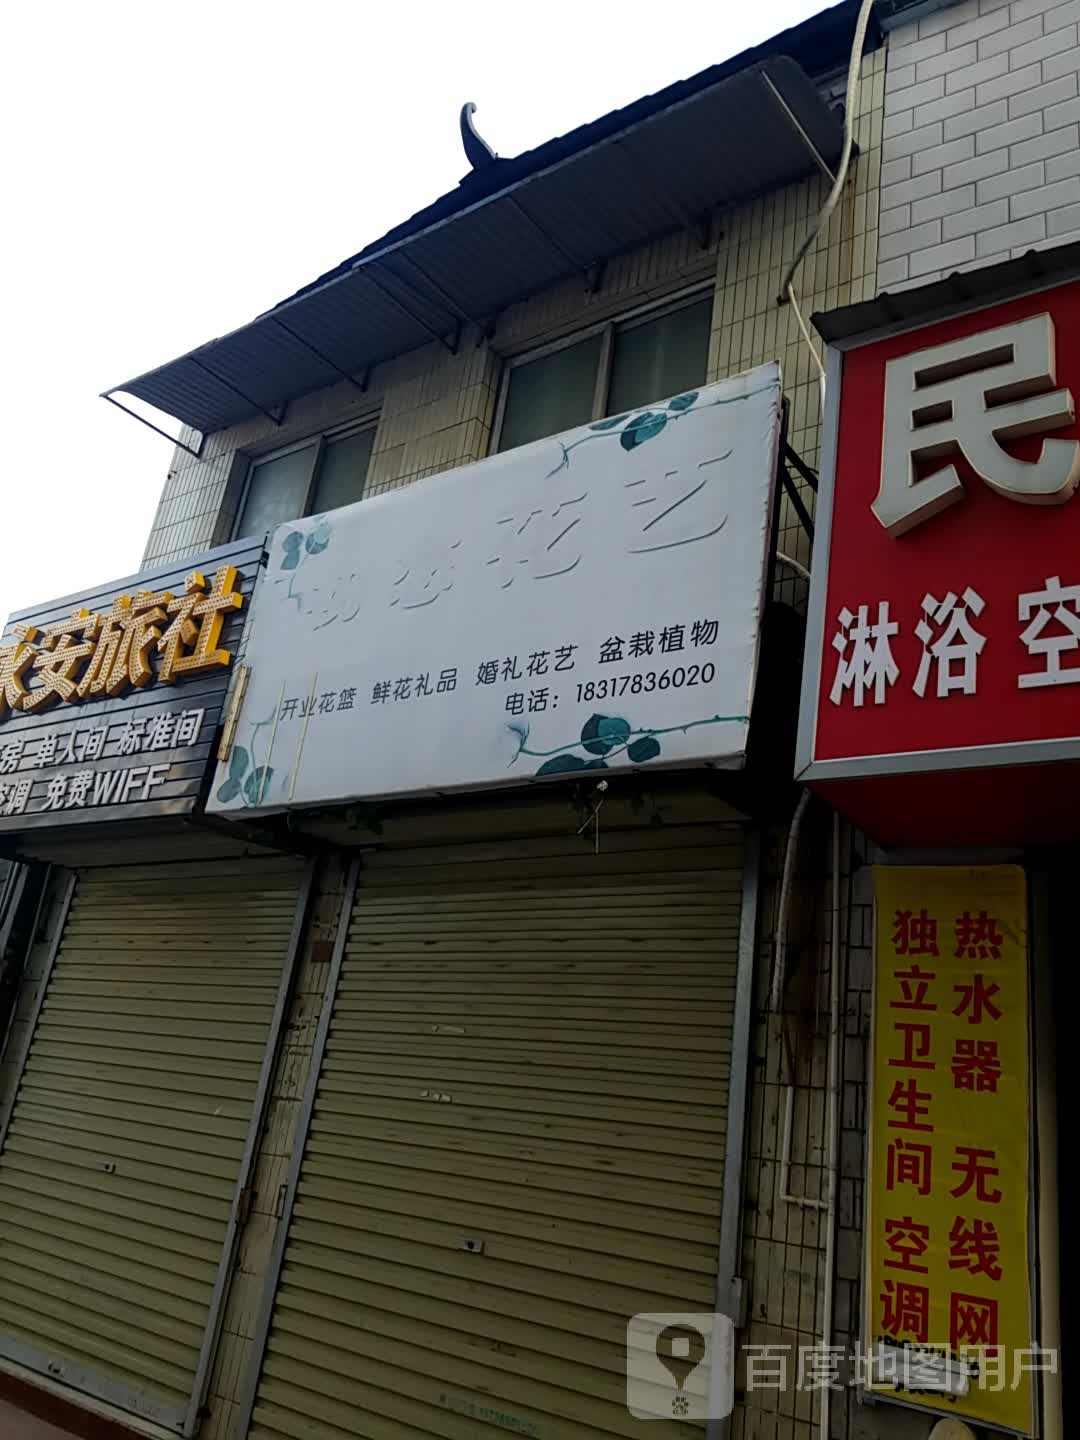 永安旅社
房 单人间 标准间
空调 免费WIFF
花艺
开业花篮 鲜花礼品 婚礼花艺 盆栽植物
电话：18317836020
民
淋浴 空
热水器 无线网
独立卫生间 空调
百度地图用户